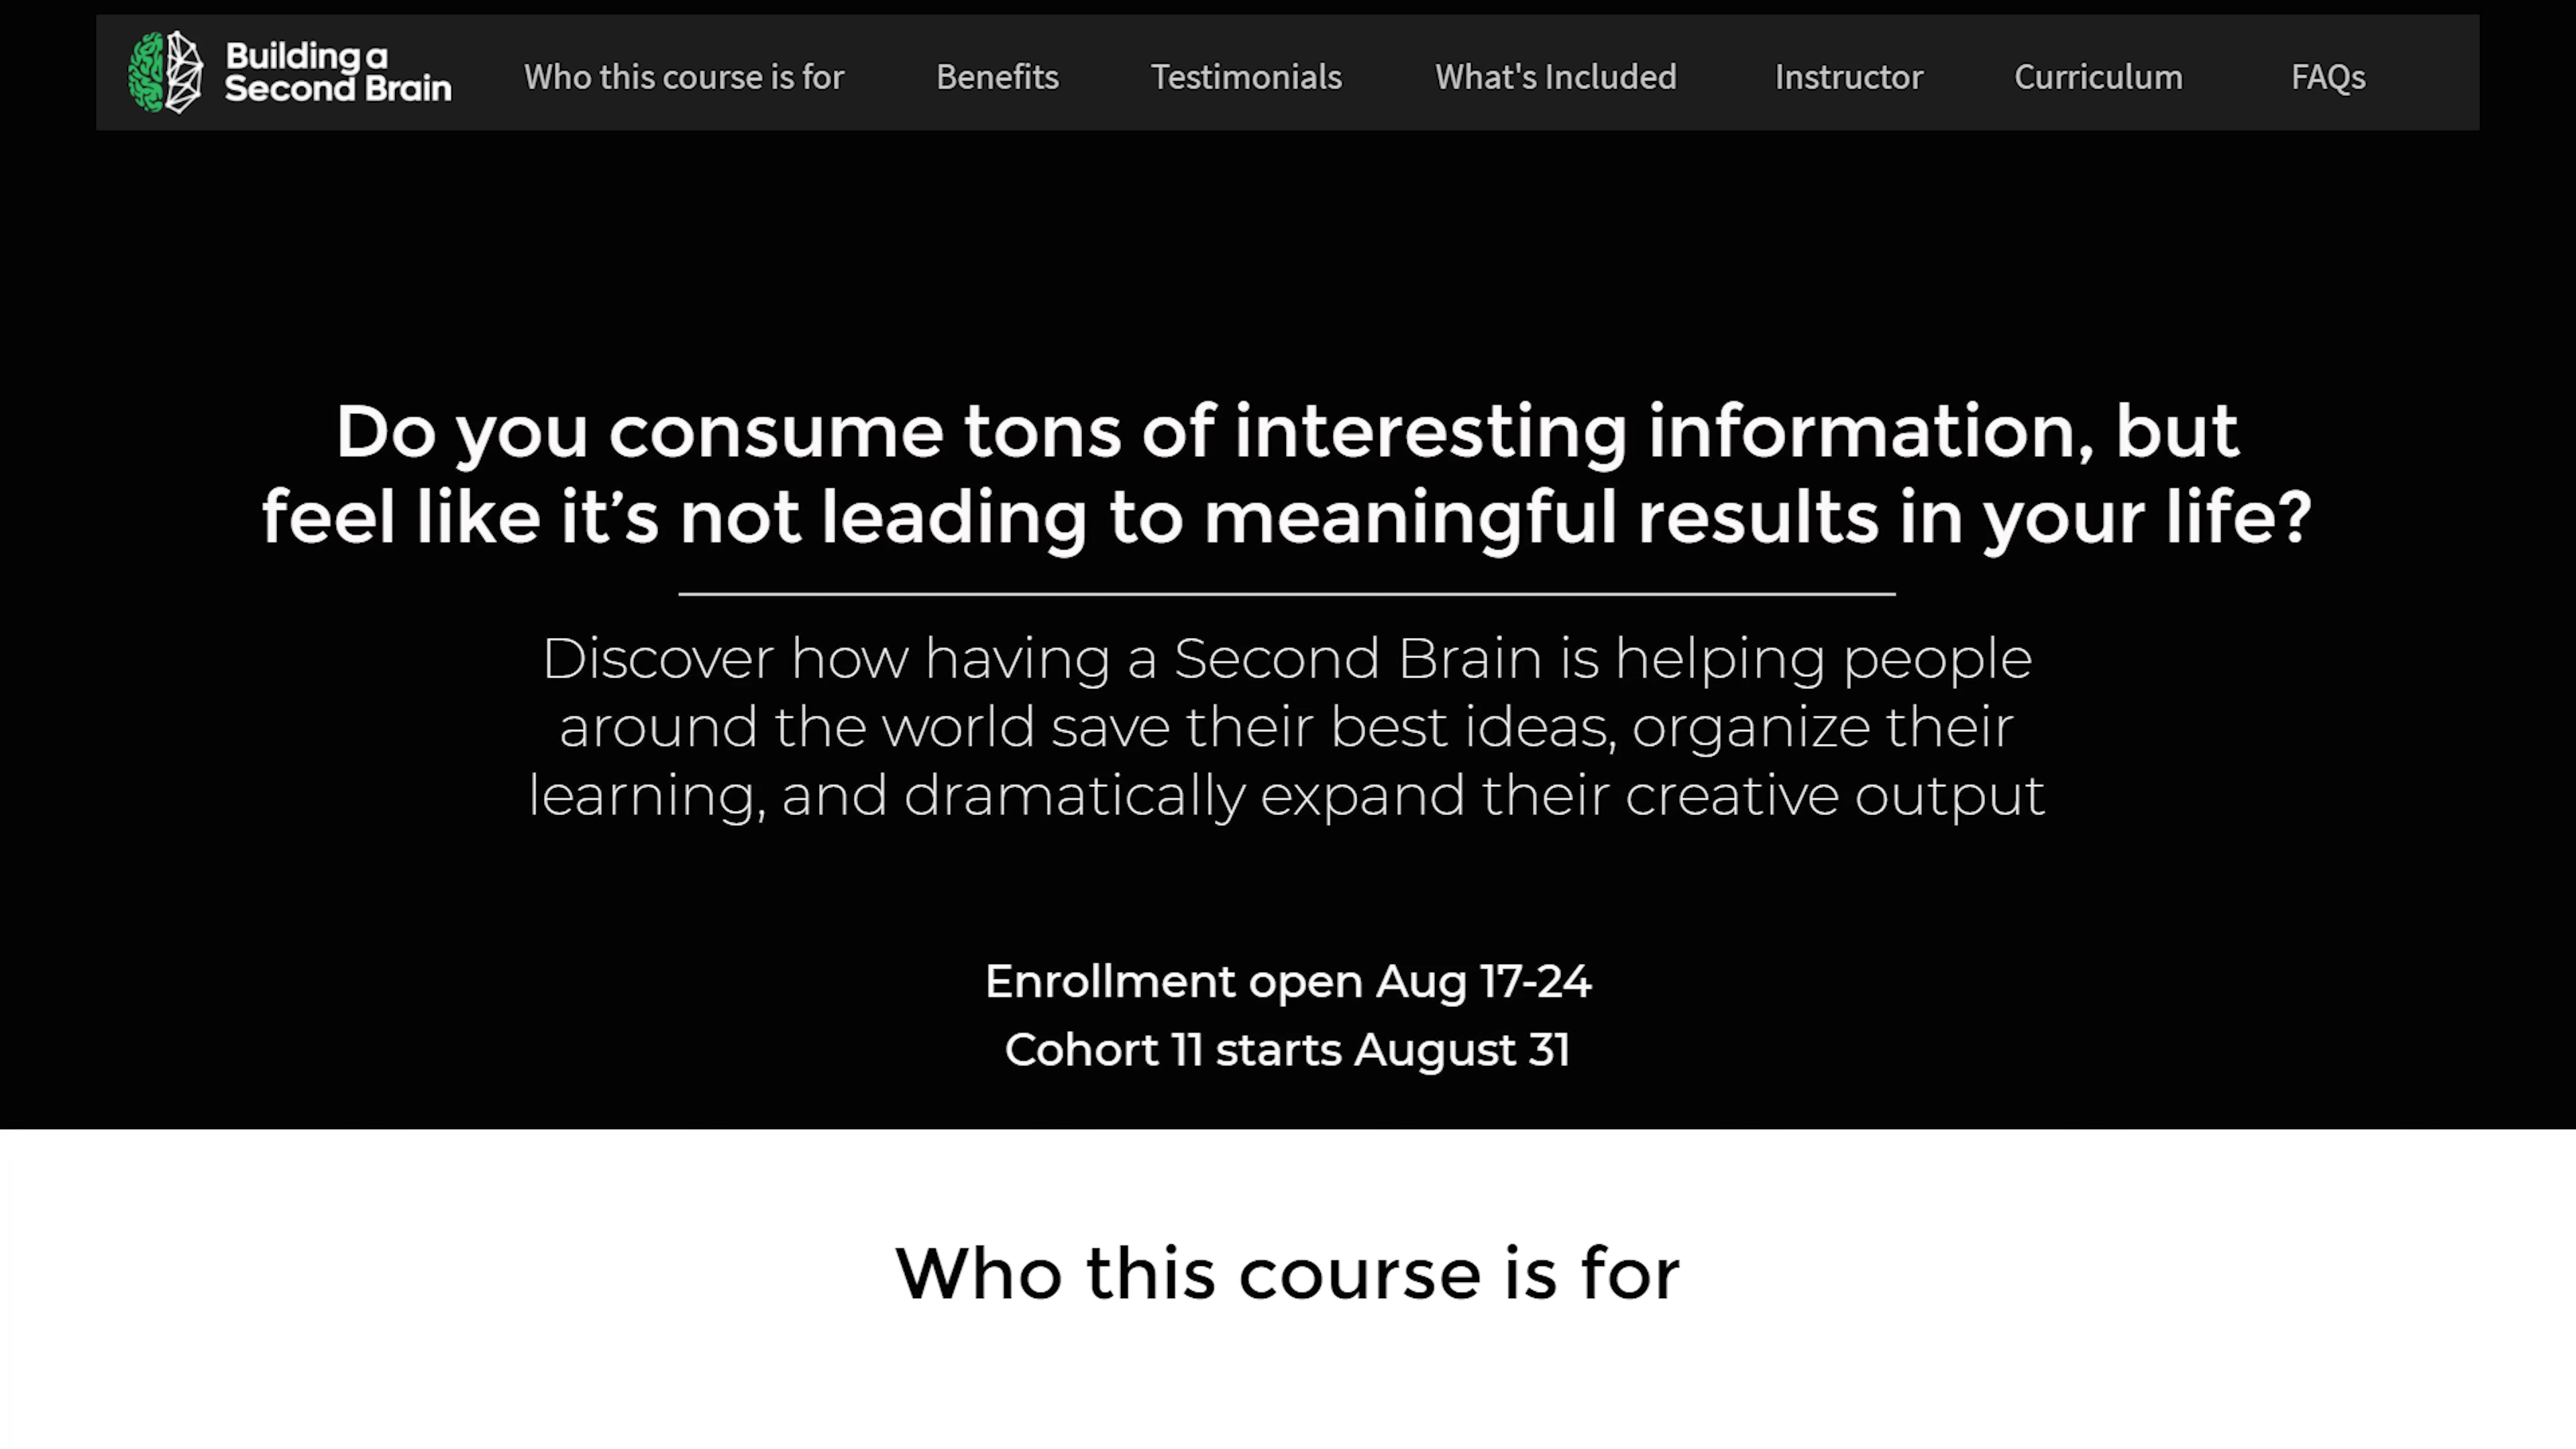 Building a
Second Brain
Who this course is for
Benefits
Testimonials
What's Included
Instructor
Curriculum
FAQs
Do you consume tons of interesting information, but
feel like it’s not leading to meaningful results in your life?
Discover how having a Second Brain is helping people
around the world save their best ideas, organize their
learning, and dramatically expand their creative output
Enrollment open Aug 17-24
Cohort 11 starts August 31
Who this course is for